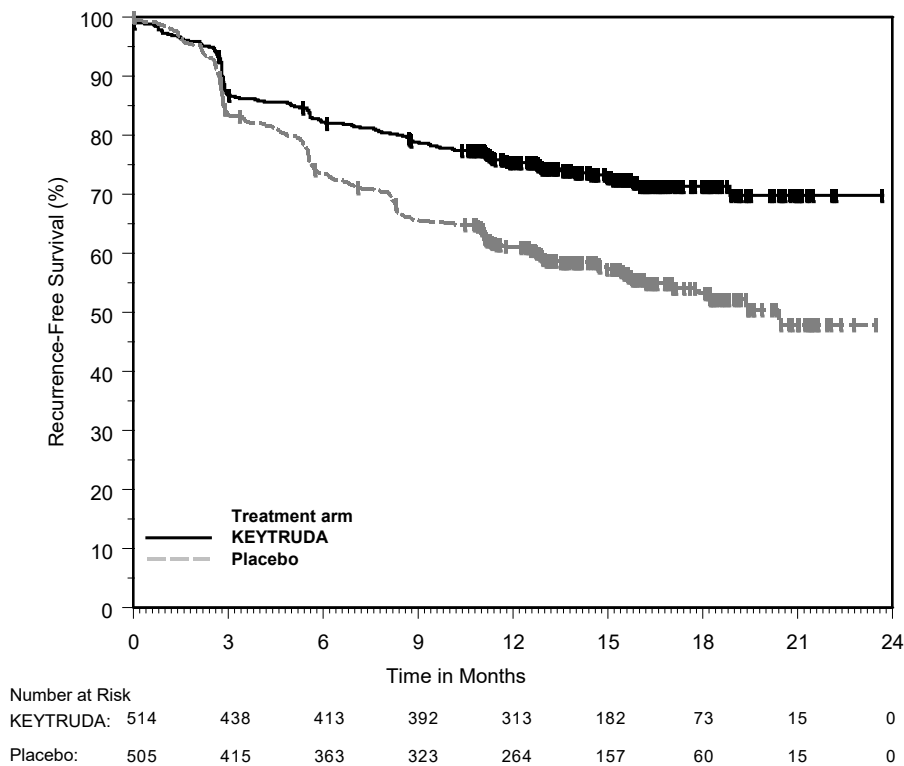 100
90
80
70
60
50
40
30
20
10
0
Recurrence-Free Survival (%)
Treatment arm
KEYTRUDA
Placebo
0 3 6 9 12 15 18 21 24
Time in Months
Number at Risk
KEYTRUDA: 514 438 413 392 313 182 73 15 0
Placebo: 505 415 363 323 264 157 60 15 0